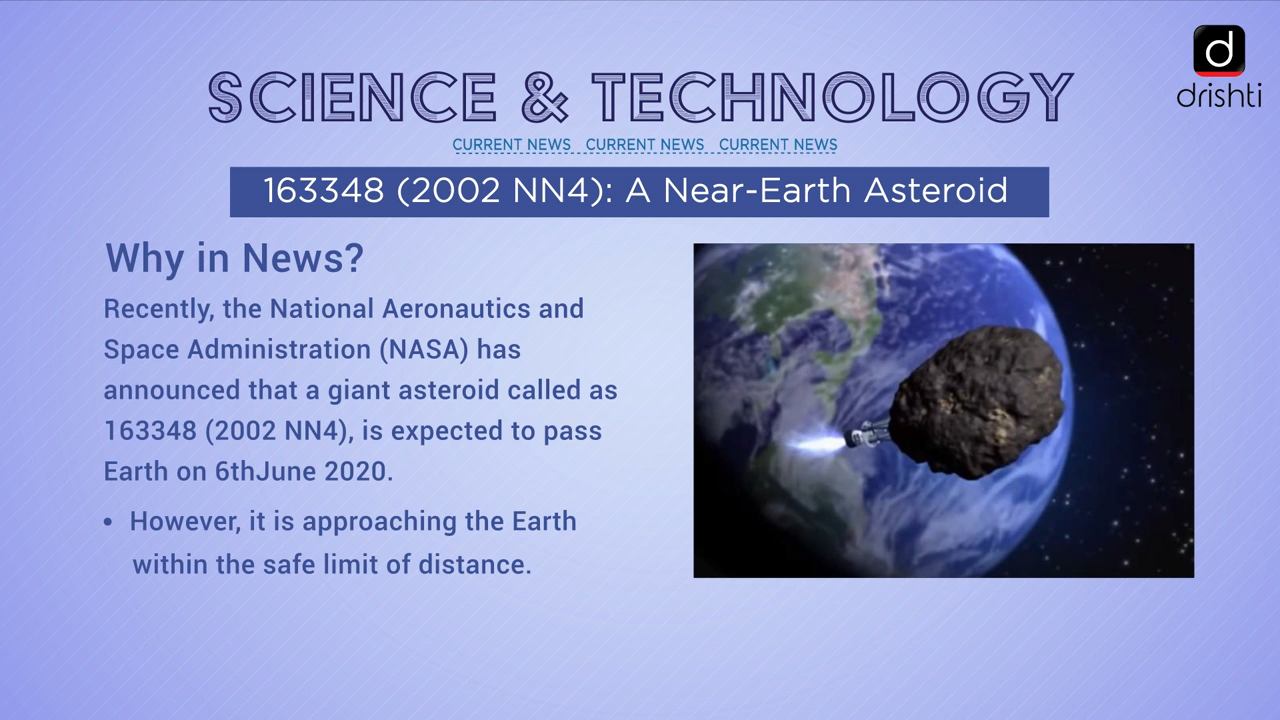 d
drishti
SCIENCE & TECHNOLOGY
CURRENT NEWS CURRENT NEWS CURRENT NEWS
163348 (2002 NN4): A Near-Earth Asteroid
Why in News?
Recently, the National Aeronautics and
Space Administration (NASA) has
announced that a giant asteroid called as
163348 (2002 NN4), is expected to pass
Earth on 6thJune 2020.
• However, it is approaching the Earth
within the safe limit of distance.